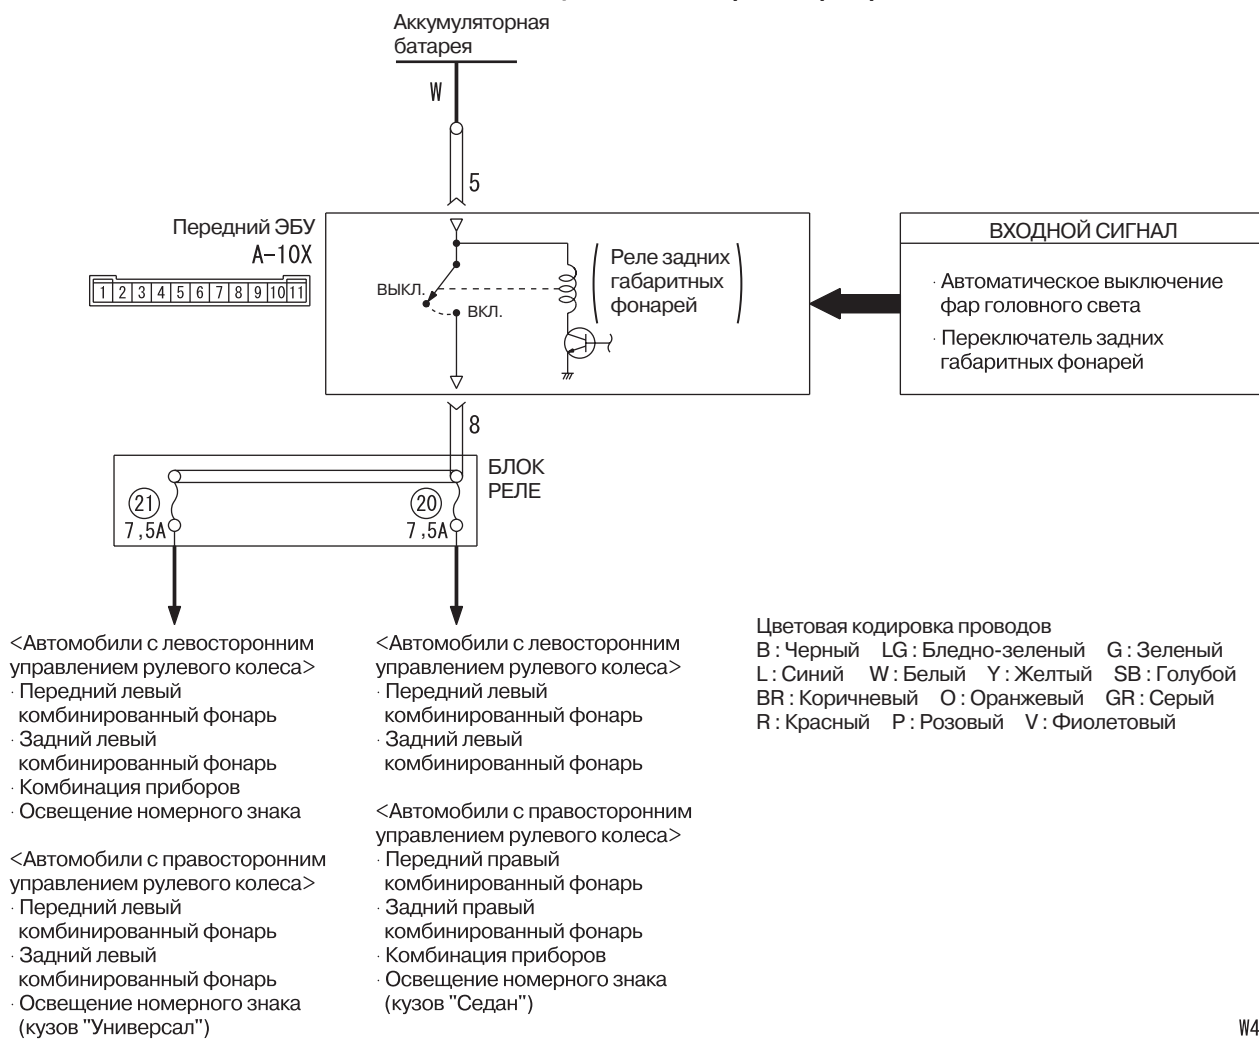 Аккумуляторная
батарея
W
5
Передний ЭБУ
A-10X
1 2 3 4 5 6 7 8 9 10 11
ВЫКЛ.
ВКЛ.
Реле задних
габаритных
фонарей
ВХОДНОЙ СИГНАЛ
· Автоматическое выключение
фар головного света
· Переключатель задних
габаритных фонарей
8
БЛОК
РЕЛЕ
21
7,5A
20
7,5A
<Автомобили с левосторонним
управлением рулевого колеса>
· Передний левый
комбинированный фонарь
· Задний левый
комбинированный фонарь
· Комбинация приборов
· Освещение номерного знака
<Автомобили с правосторонним
управлением рулевого колеса>
· Передний левый
комбинированный фонарь
· Задний левый
комбинированный фонарь
· Освещение номерного знака
(кузов "Универсал")
<Автомобили с левосторонним
управлением рулевого колеса>
· Передний левый
комбинированный фонарь
· Задний левый
комбинированный фонарь
<Автомобили с правосторонним
управлением рулевого колеса>
· Передний правый
комбинированный фонарь
· Задний правый
комбинированный фонарь
· Комбинация приборов
· Освещение номерного знака
(кузов "Седан")
Цветовая кодировка проводов
B : Черный LG : Бледно-зеленый G : Зеленый
L : Синий W : Белый Y : Желтый SB : Голубой
BR : Коричневый O : Оранжевый GR : Серый
R : Красный P : Розовый V : Фиолетовый
W4